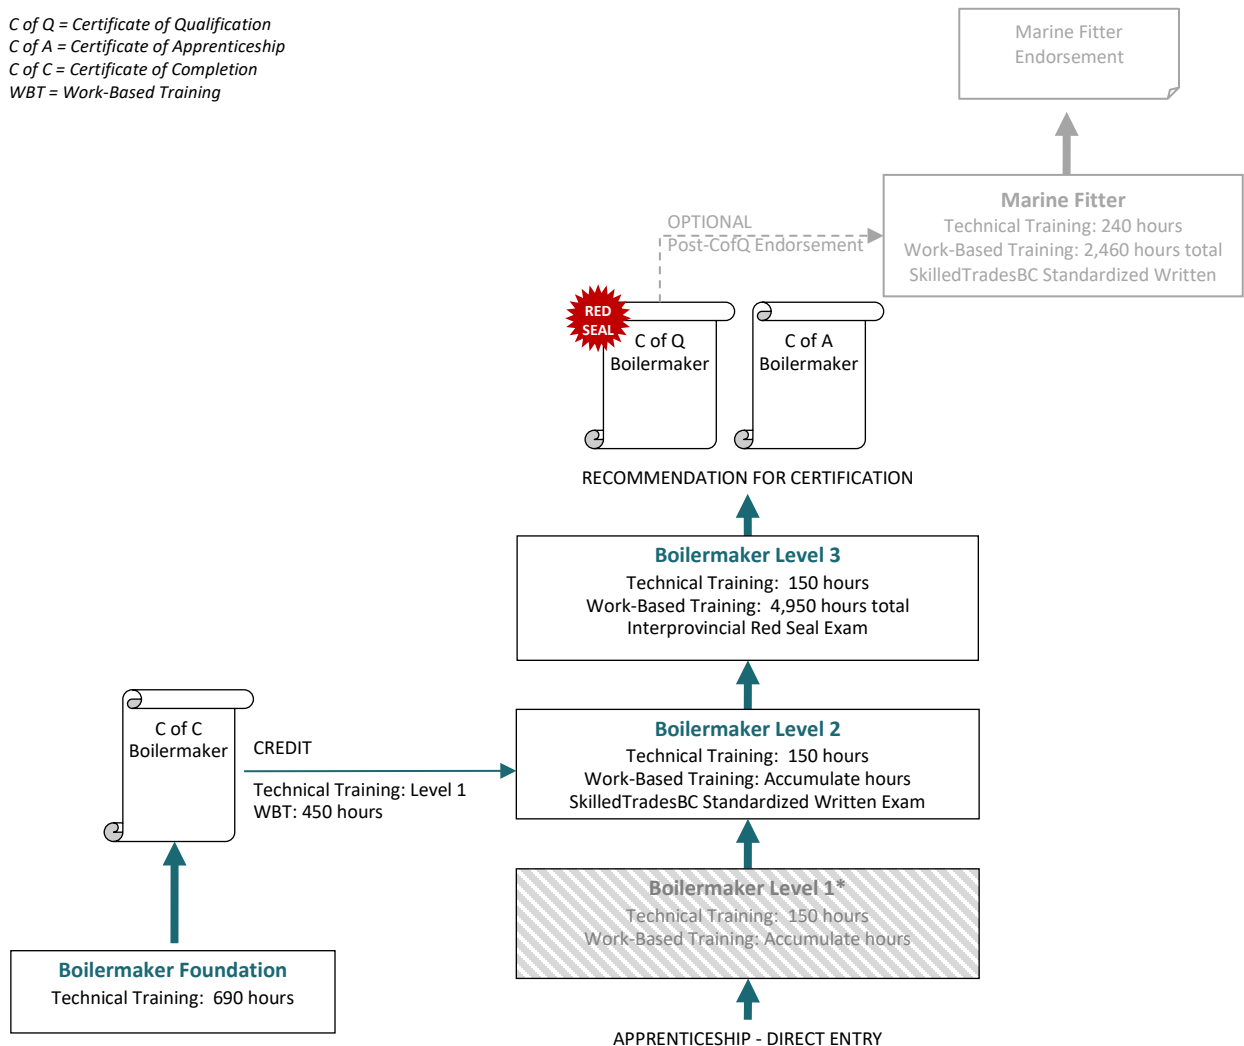 C of Q = Certificate of Qualification
C of A = Certificate of Apprenticeship
C of C = Certificate of Completion
WBT = Work-Based Training
Marine Fitter
Endorsement
Marine Fitter
Technical Training: 240 hours
Work-Based Training: 2,460 hours total
SkilledTradesBC Standardized Written
OPTIONAL
Post-CofQ Endorsement
RED
SEAL
C of Q
Boilermaker
C of A
Boilermaker
RECOMMENDATION FOR CERTIFICATION
Boilermaker Level 3
Technical Training: 150 hours
Work-Based Training: 4,950 hours total
Interprovincial Red Seal Exam
C of C
Boilermaker
CREDIT
Technical Training: Level 1
WBT: 450 hours
Boilermaker Level 2
Technical Training: 150 hours
Work-Based Training: Accumulate hours
SkilledTradesBC Standardized Written Exam
Boilermaker Level 1*
Technical Training: 150 hours
Work-Based Training: Accumulate hours
Boilermaker Foundation
Technical Training: 690 hours
APPRENTICESHIP - DIRECT ENTRY